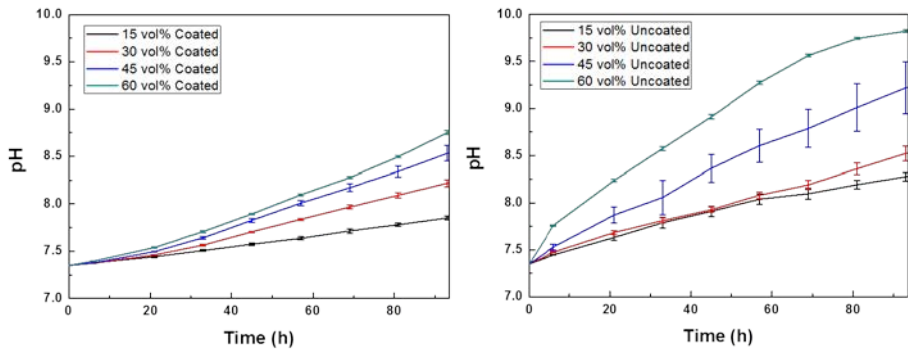 10.0
9.5
9.0
8.5
8.0
7.5
7.0
pH
15 vol% Coated
30 vol% Coated
45 vol% Coated
60 vol% Coated
0 20 40 60 80
Time (h)
10.0
9.5
9.0
8.5
8.0
7.5
7.0
pH
15 vol% Uncoated
30 vol% Uncoated
45 vol% Uncoated
60 vol% Uncoated
0 20 40 60 80
Time (h)